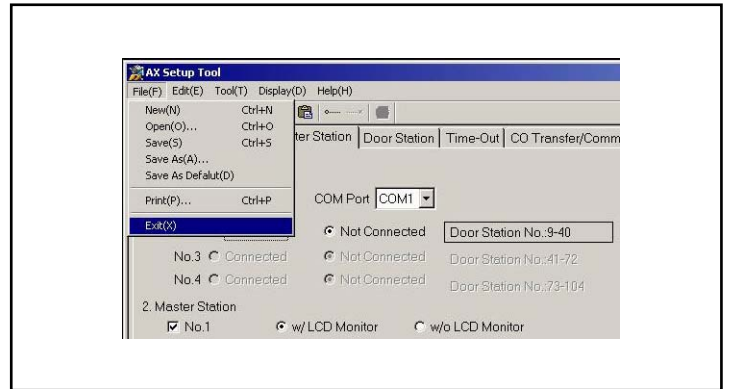 AX Setup Tool
File(F) Edit(E) Tool(T) Display(D) Help(H)
New(N) Ctrl+N
Open(O)... Ctrl+O
Save(S) Ctrl+S
Save As(A)...
Save As Defalut(D)
Print(P)... Ctrl+P
Exit(X)
ter Station Door Station Time-Out CO Transfer/Comm
COM Port COM1
Not Connected Door Station No.:9-40
No.3 Connected Not Connected Door Station No.:41-72
No.4 Connected Not Connected Door Station No.:73-104
2. Master Station
No.1 w/ LCD Monitor w/o LCD Monitor